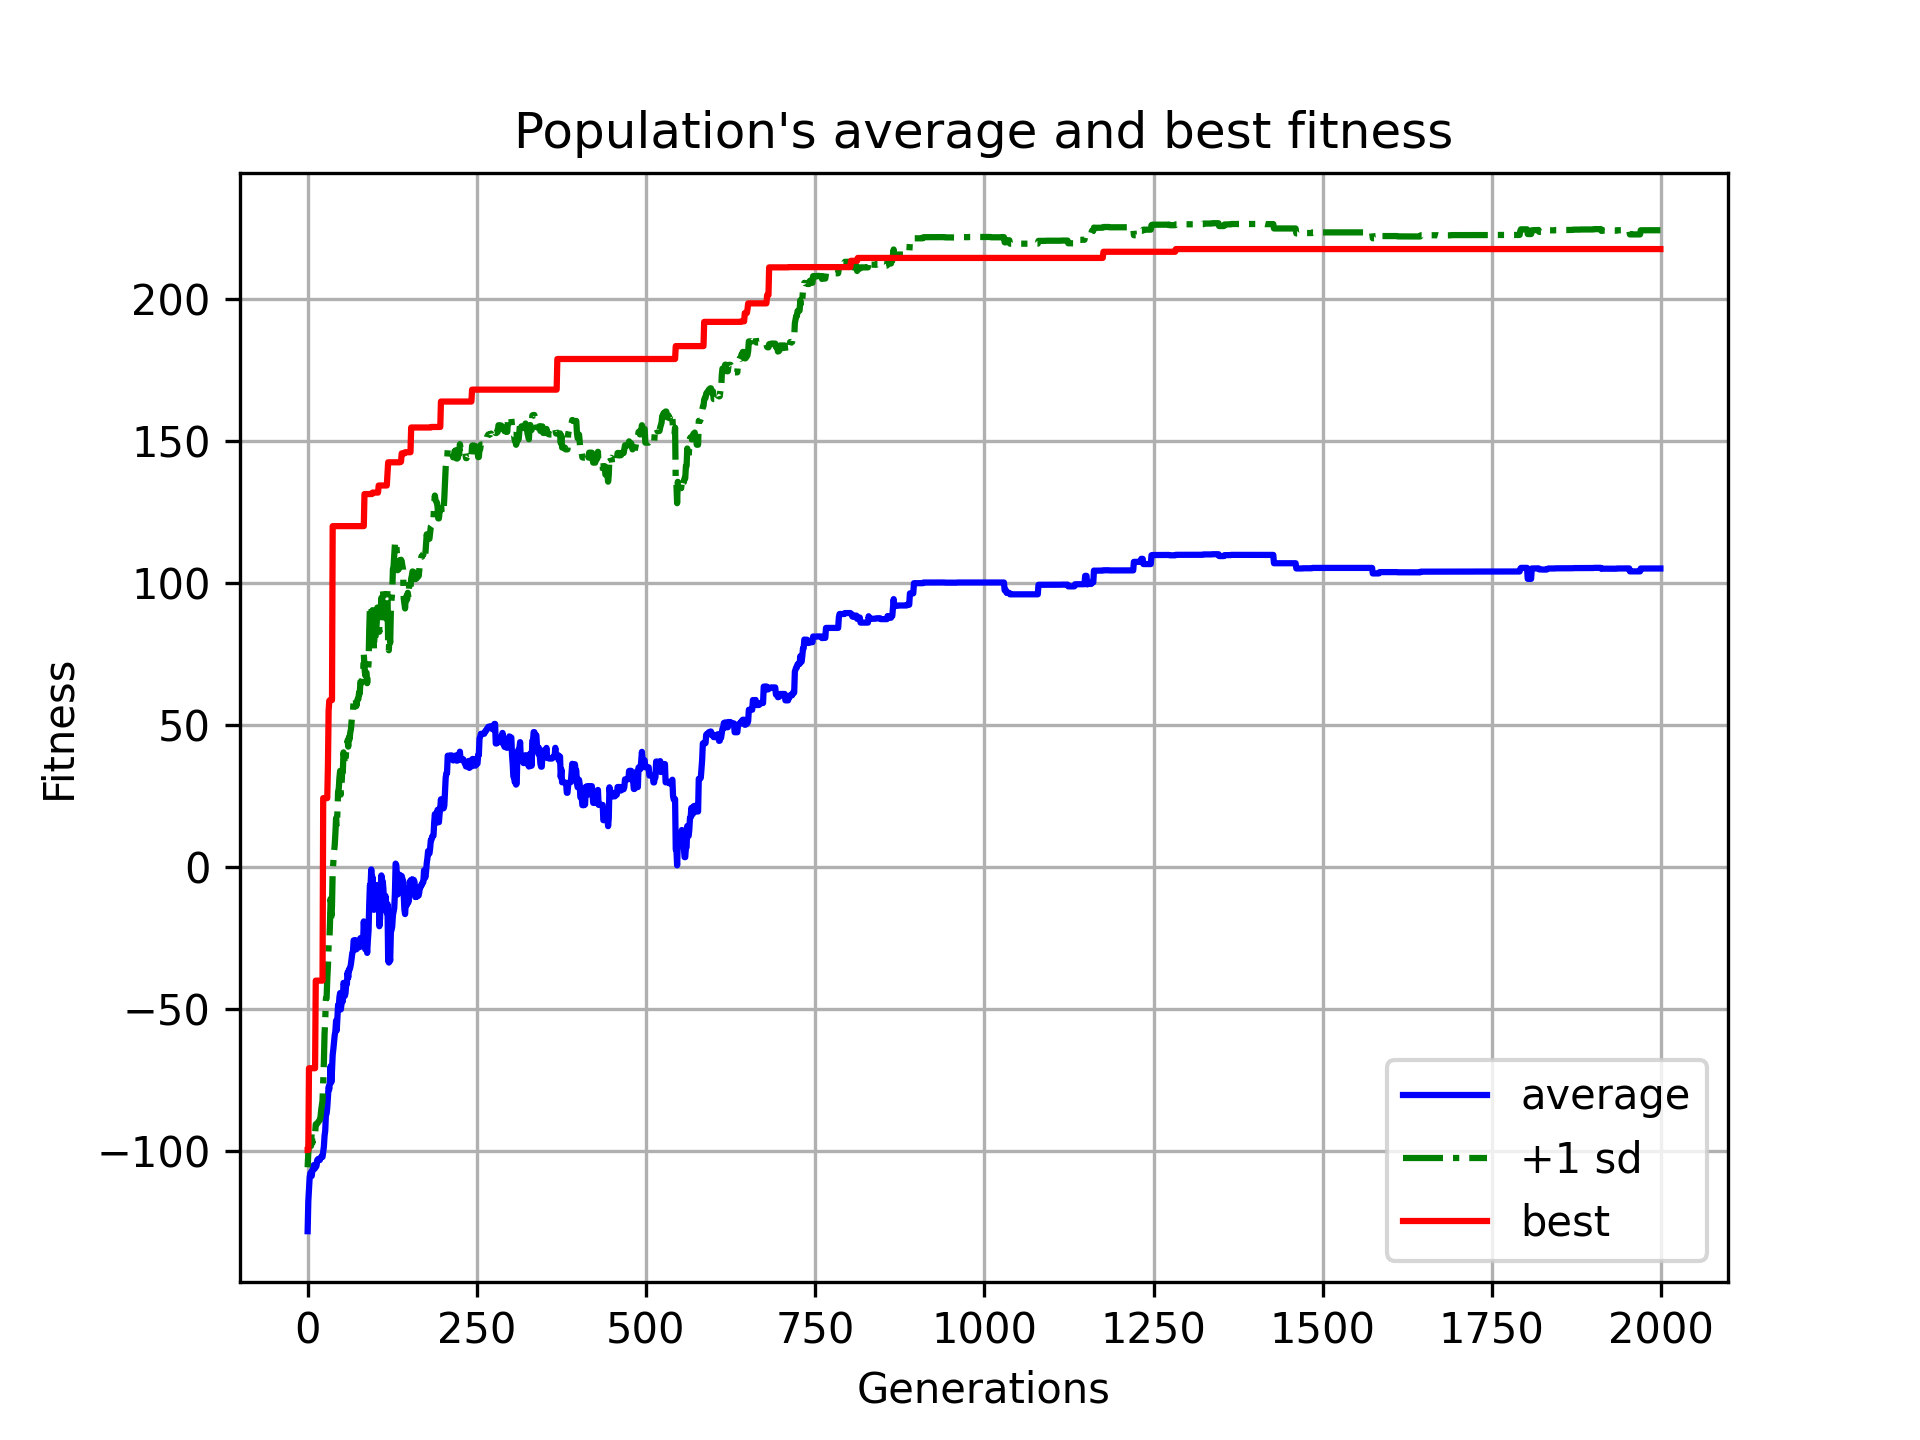 Population's average and best fitness
Fitness
200
150
100
50
0
−50
−100
0 250 500 750 1000 1250 1500 1750 2000
Generations
average
+1 sd
best